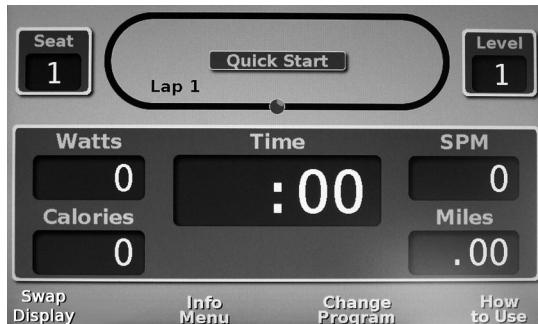 Seat
1
Quick Start
Lap 1
Level
1
Watts
0
Time
:00
SPM
0
Calories
0
Miles
.00
Swap
Display
Info
Menu
Change
Program
How
to Use